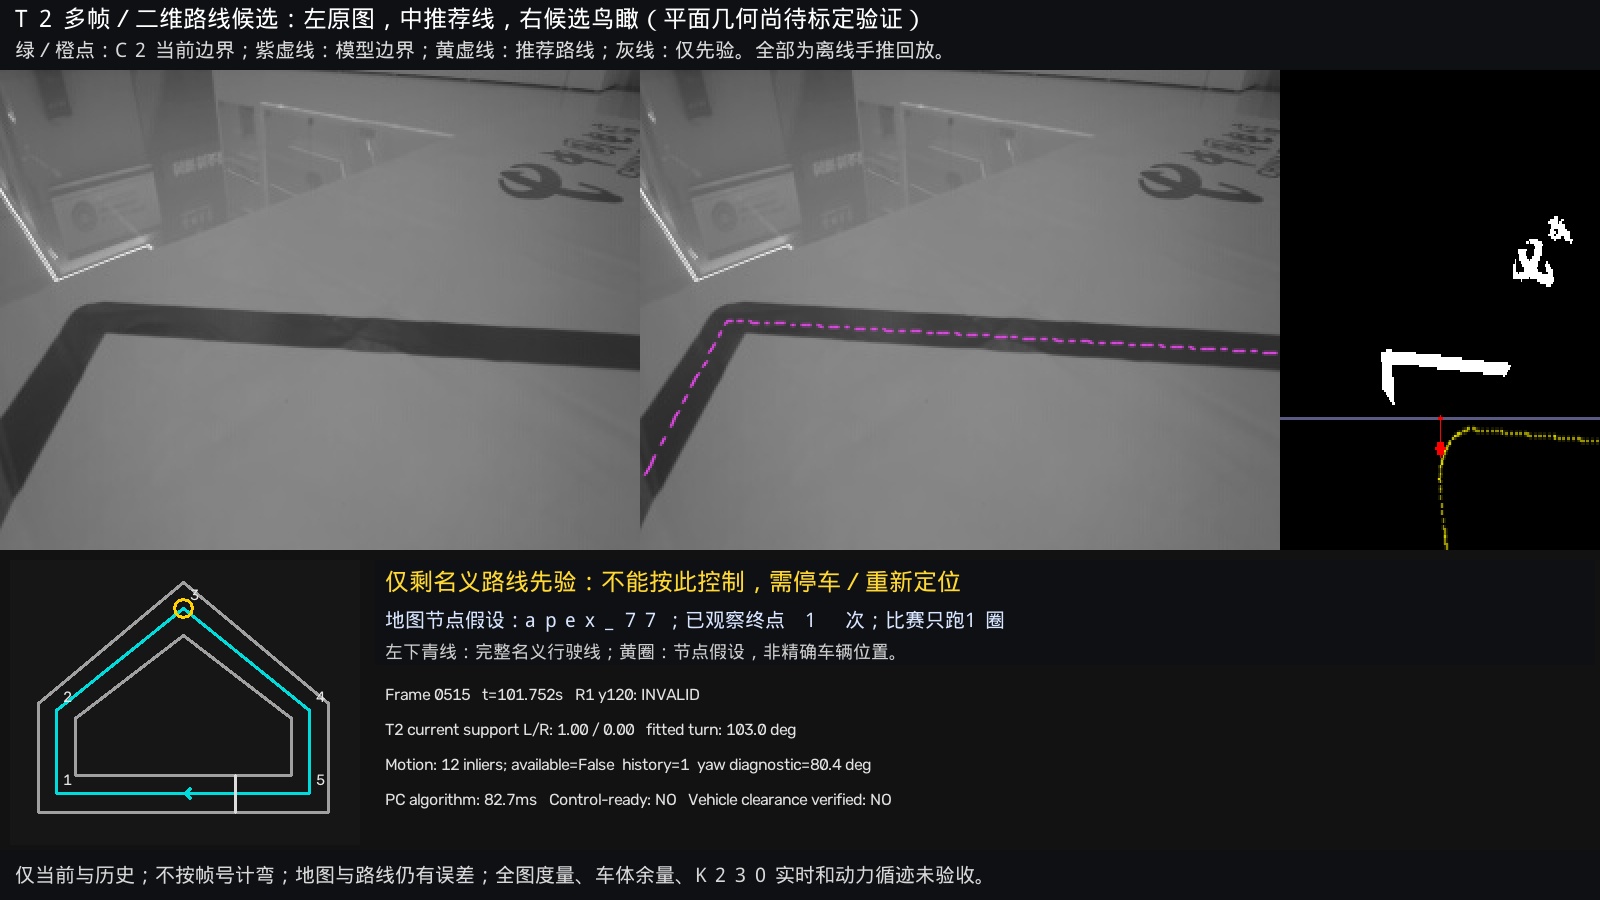 T 2 多帧 / 二维路线候选：左原图，中推荐线，右候选鸟瞰（平面几何尚待标定验证）
绿 / 橙点：C 2 当前边界；紫虚线：模型边界；黄虚线：推荐路线；灰线：仅先验。全部为离线手推回放。
仅剩名义路线先验：不能按此控制，需停车 / 重新定位
地图节点假设：a p e x _ 7 7 ；已观察终点 1 次；比赛只跑1 圈
左下青线：完整名义行驶线；黄圈：节点假设，非精确车辆位置。
3
2
4
1
5
Frame 0515 t=101.752s R1 y120: INVALID
T2 current support L/R: 1.00 / 0.00 fitted turn: 103.0 deg
Motion: 12 inliers; available=False history=1 yaw diagnostic=80.4 deg
PC algorithm: 82.7ms Control-ready: NO Vehicle clearance verified: NO
仅当前与历史；不按帧号计弯；地图与路线仍有误差；全图度量、车体余量、K 2 3 0 实时和动力循迹未验收。